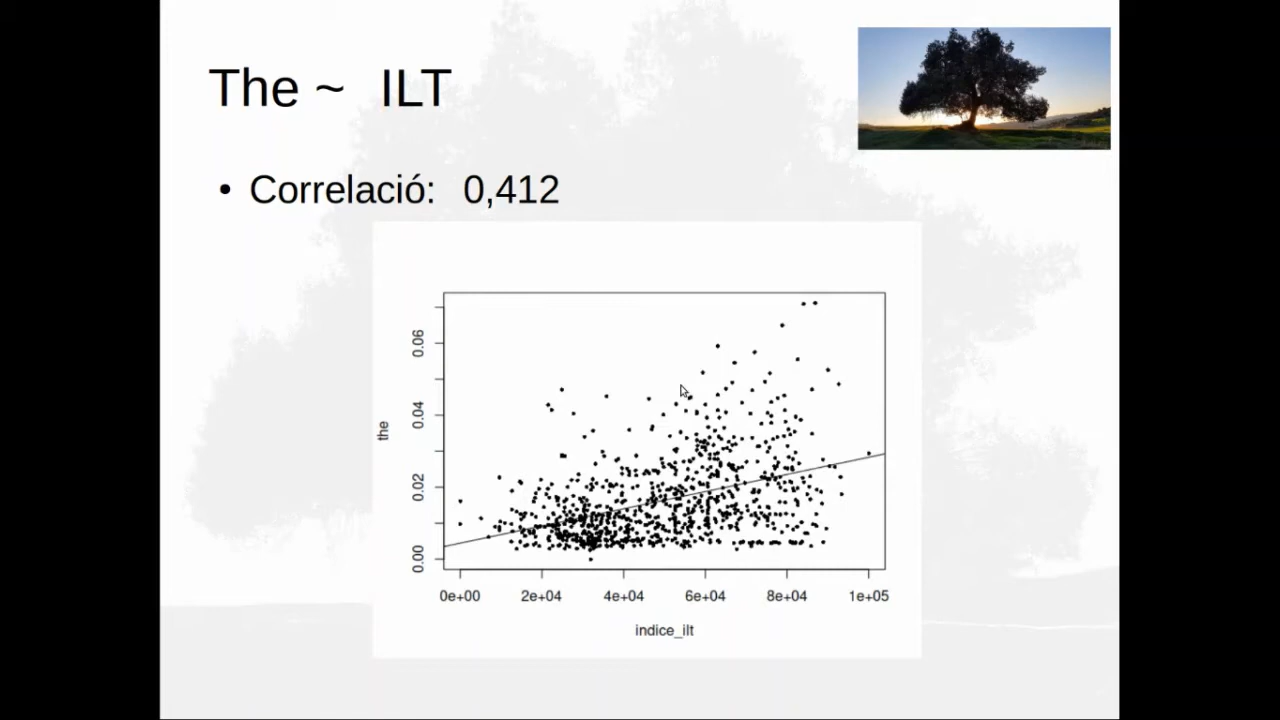 The ~ ILT
• Correlació: 0,412
0.06
0.04
the
0.02
0.00
0e+00 2e+04 4e+04 6e+04 8e+04 1e+05
indice_ilt